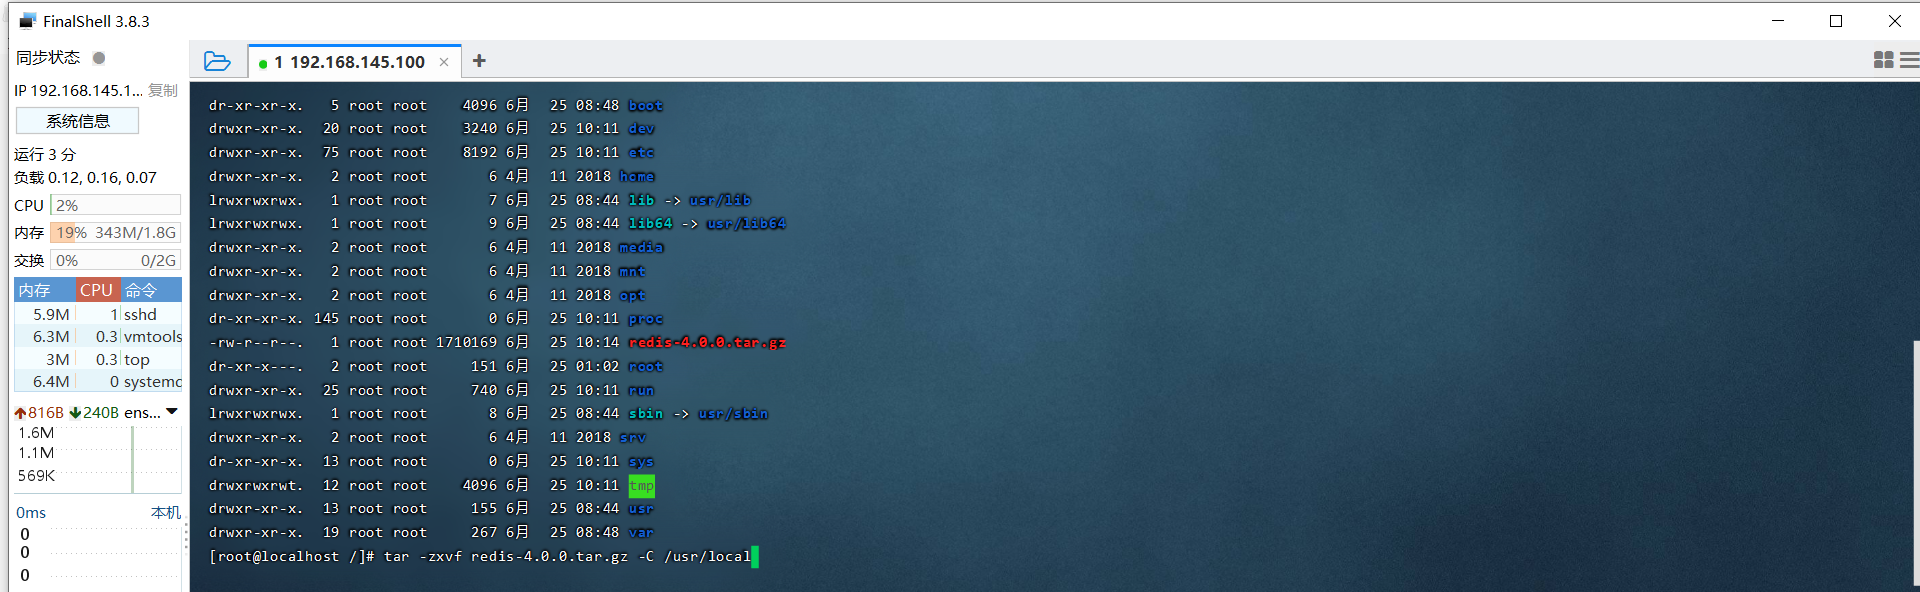 FinalShell 3.8.3
同步状态
IP 192.168.145.1... 复制
系统信息
运行 3 分
负载 0.12, 0.16, 0.07
CPU 2%
内存 19% 343M/1.8G
交换 0% 0/2G
内存 CPU 命令
5.9M 1 sshd
6.3M 0.3 vmtools
3M 0.3 top
6.4M 0 systemd
816B 240B ens...
1.6M
1.1M
569K
0ms 本机
0
0
0
1 192.168.145.100 × +
dr-xr-xr-x. 5 root root 4096 6月 25 08:48 boot
drwxr-xr-x. 20 root root 3240 6月 25 10:11 dev
drwxr-xr-x. 75 root root 8192 6月 25 10:11 etc
drwxr-xr-x. 2 root root 6 4月 11 2018 home
lrwxrwxrwx. 1 root root 7 6月 25 08:44 lib -> usr/lib
lrwxrwxrwx. 1 root root 9 6月 25 08:44 lib64 -> usr/lib64
drwxr-xr-x. 2 root root 6 4月 11 2018 media
drwxr-xr-x. 2 root root 6 4月 11 2018 mnt
drwxr-xr-x. 2 root root 6 4月 11 2018 opt
dr-xr-xr-x. 145 root root 0 6月 25 10:11 proc
-rw-r--r--. 1 root root 1710169 6月 25 10:14 redis-4.0.0.tar.gz
dr-xr-x---. 2 root root 151 6月 25 01:02 root
drwxr-xr-x. 25 root root 740 6月 25 10:11 run
lrwxrwxrwx. 1 root root 8 6月 25 08:44 sbin -> usr/sbin
drwxr-xr-x. 2 root root 6 4月 11 2018 srv
dr-xr-xr-x. 13 root root 0 6月 25 10:11 sys
drwxrwxrwt. 12 root root 4096 6月 25 10:11 tmp
drwxr-xr-x. 13 root root 155 6月 25 08:44 usr
drwxr-xr-x. 19 root root 267 6月 25 08:48 var
[root@localhost /]# tar -zxvf redis-4.0.0.tar.gz -C /usr/local